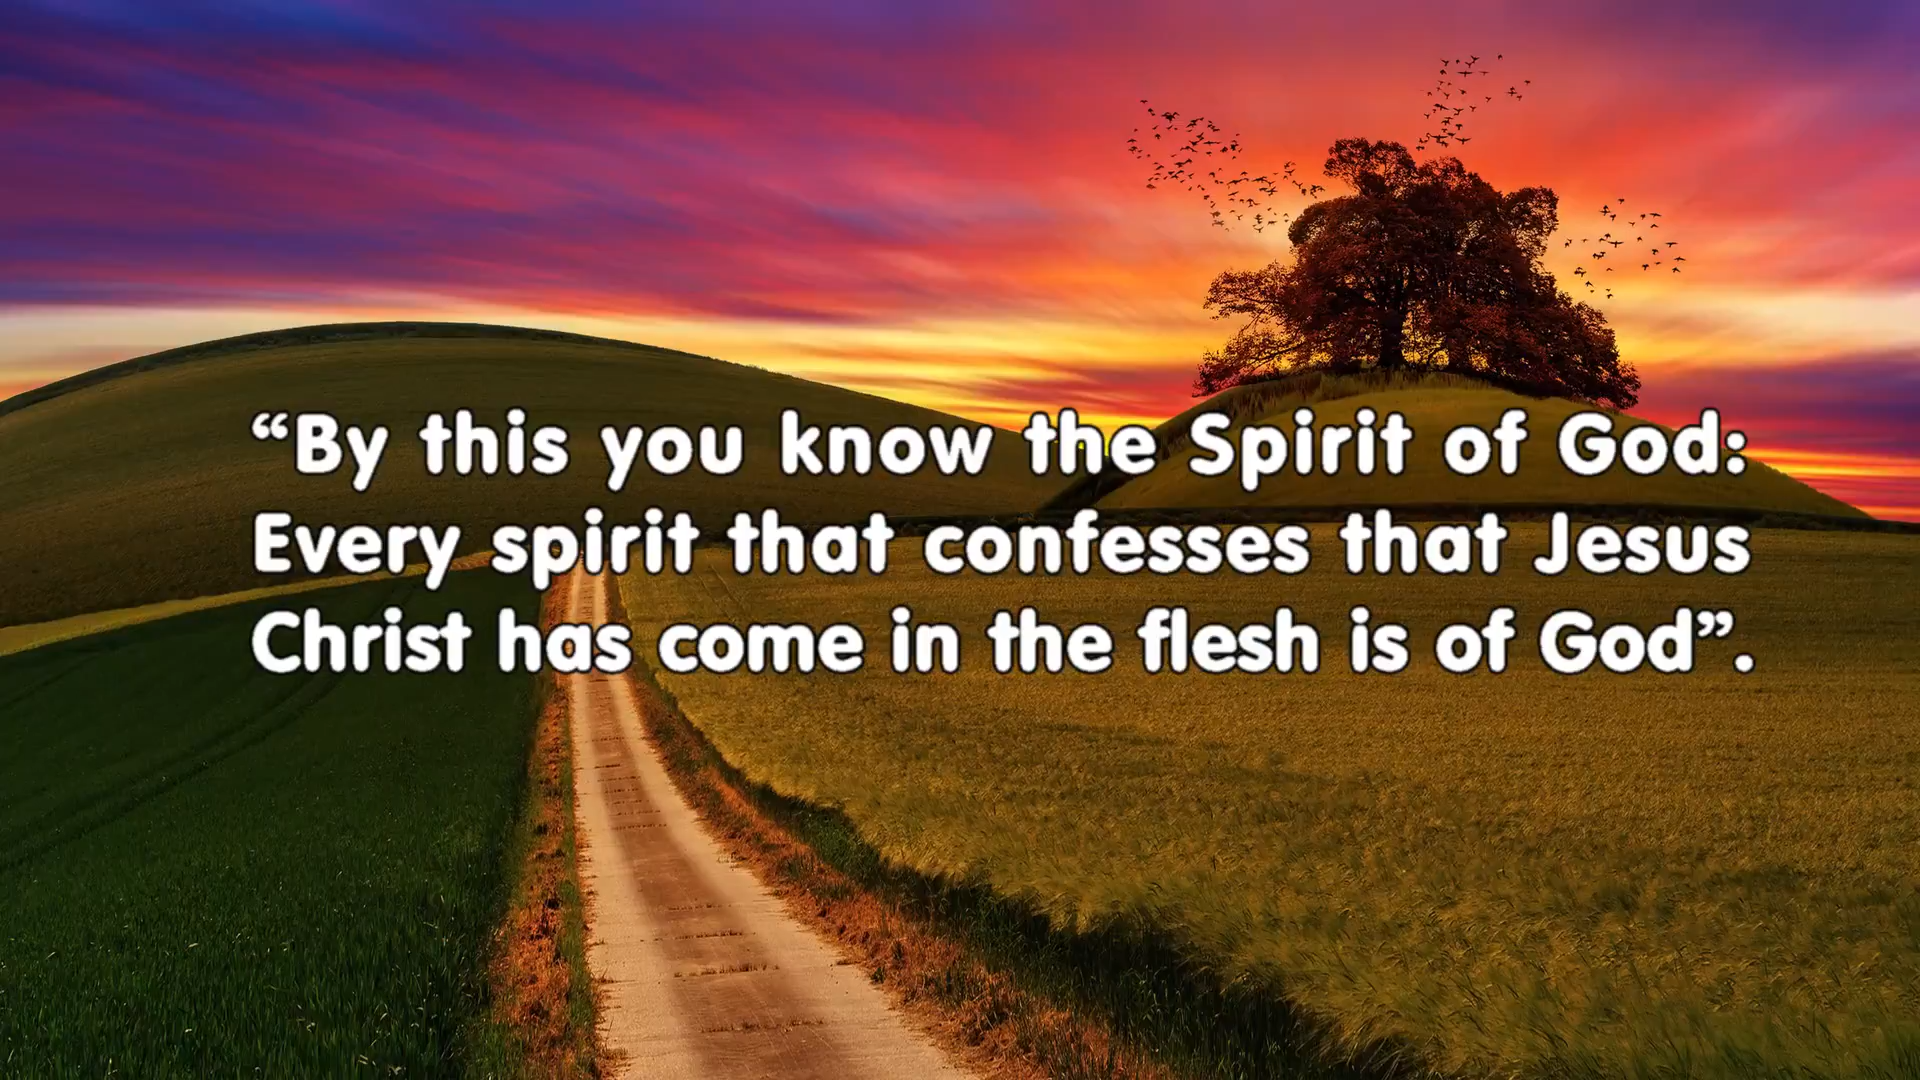 “By this you know the Spirit of God:
Every spirit that confesses that Jesus
Christ has come in the flesh is of God”.